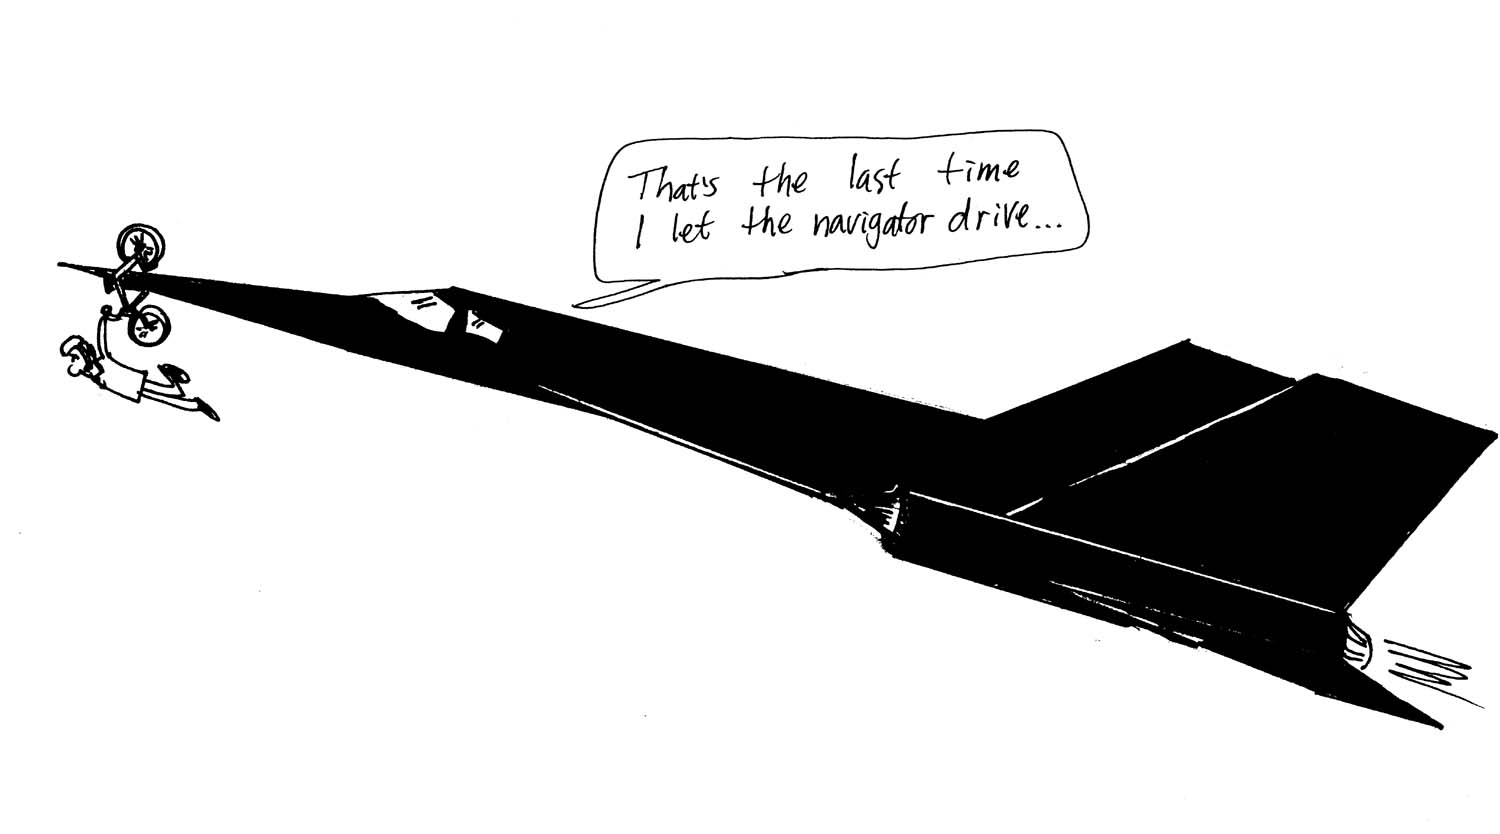 That's the last time
I let the navigator drive...